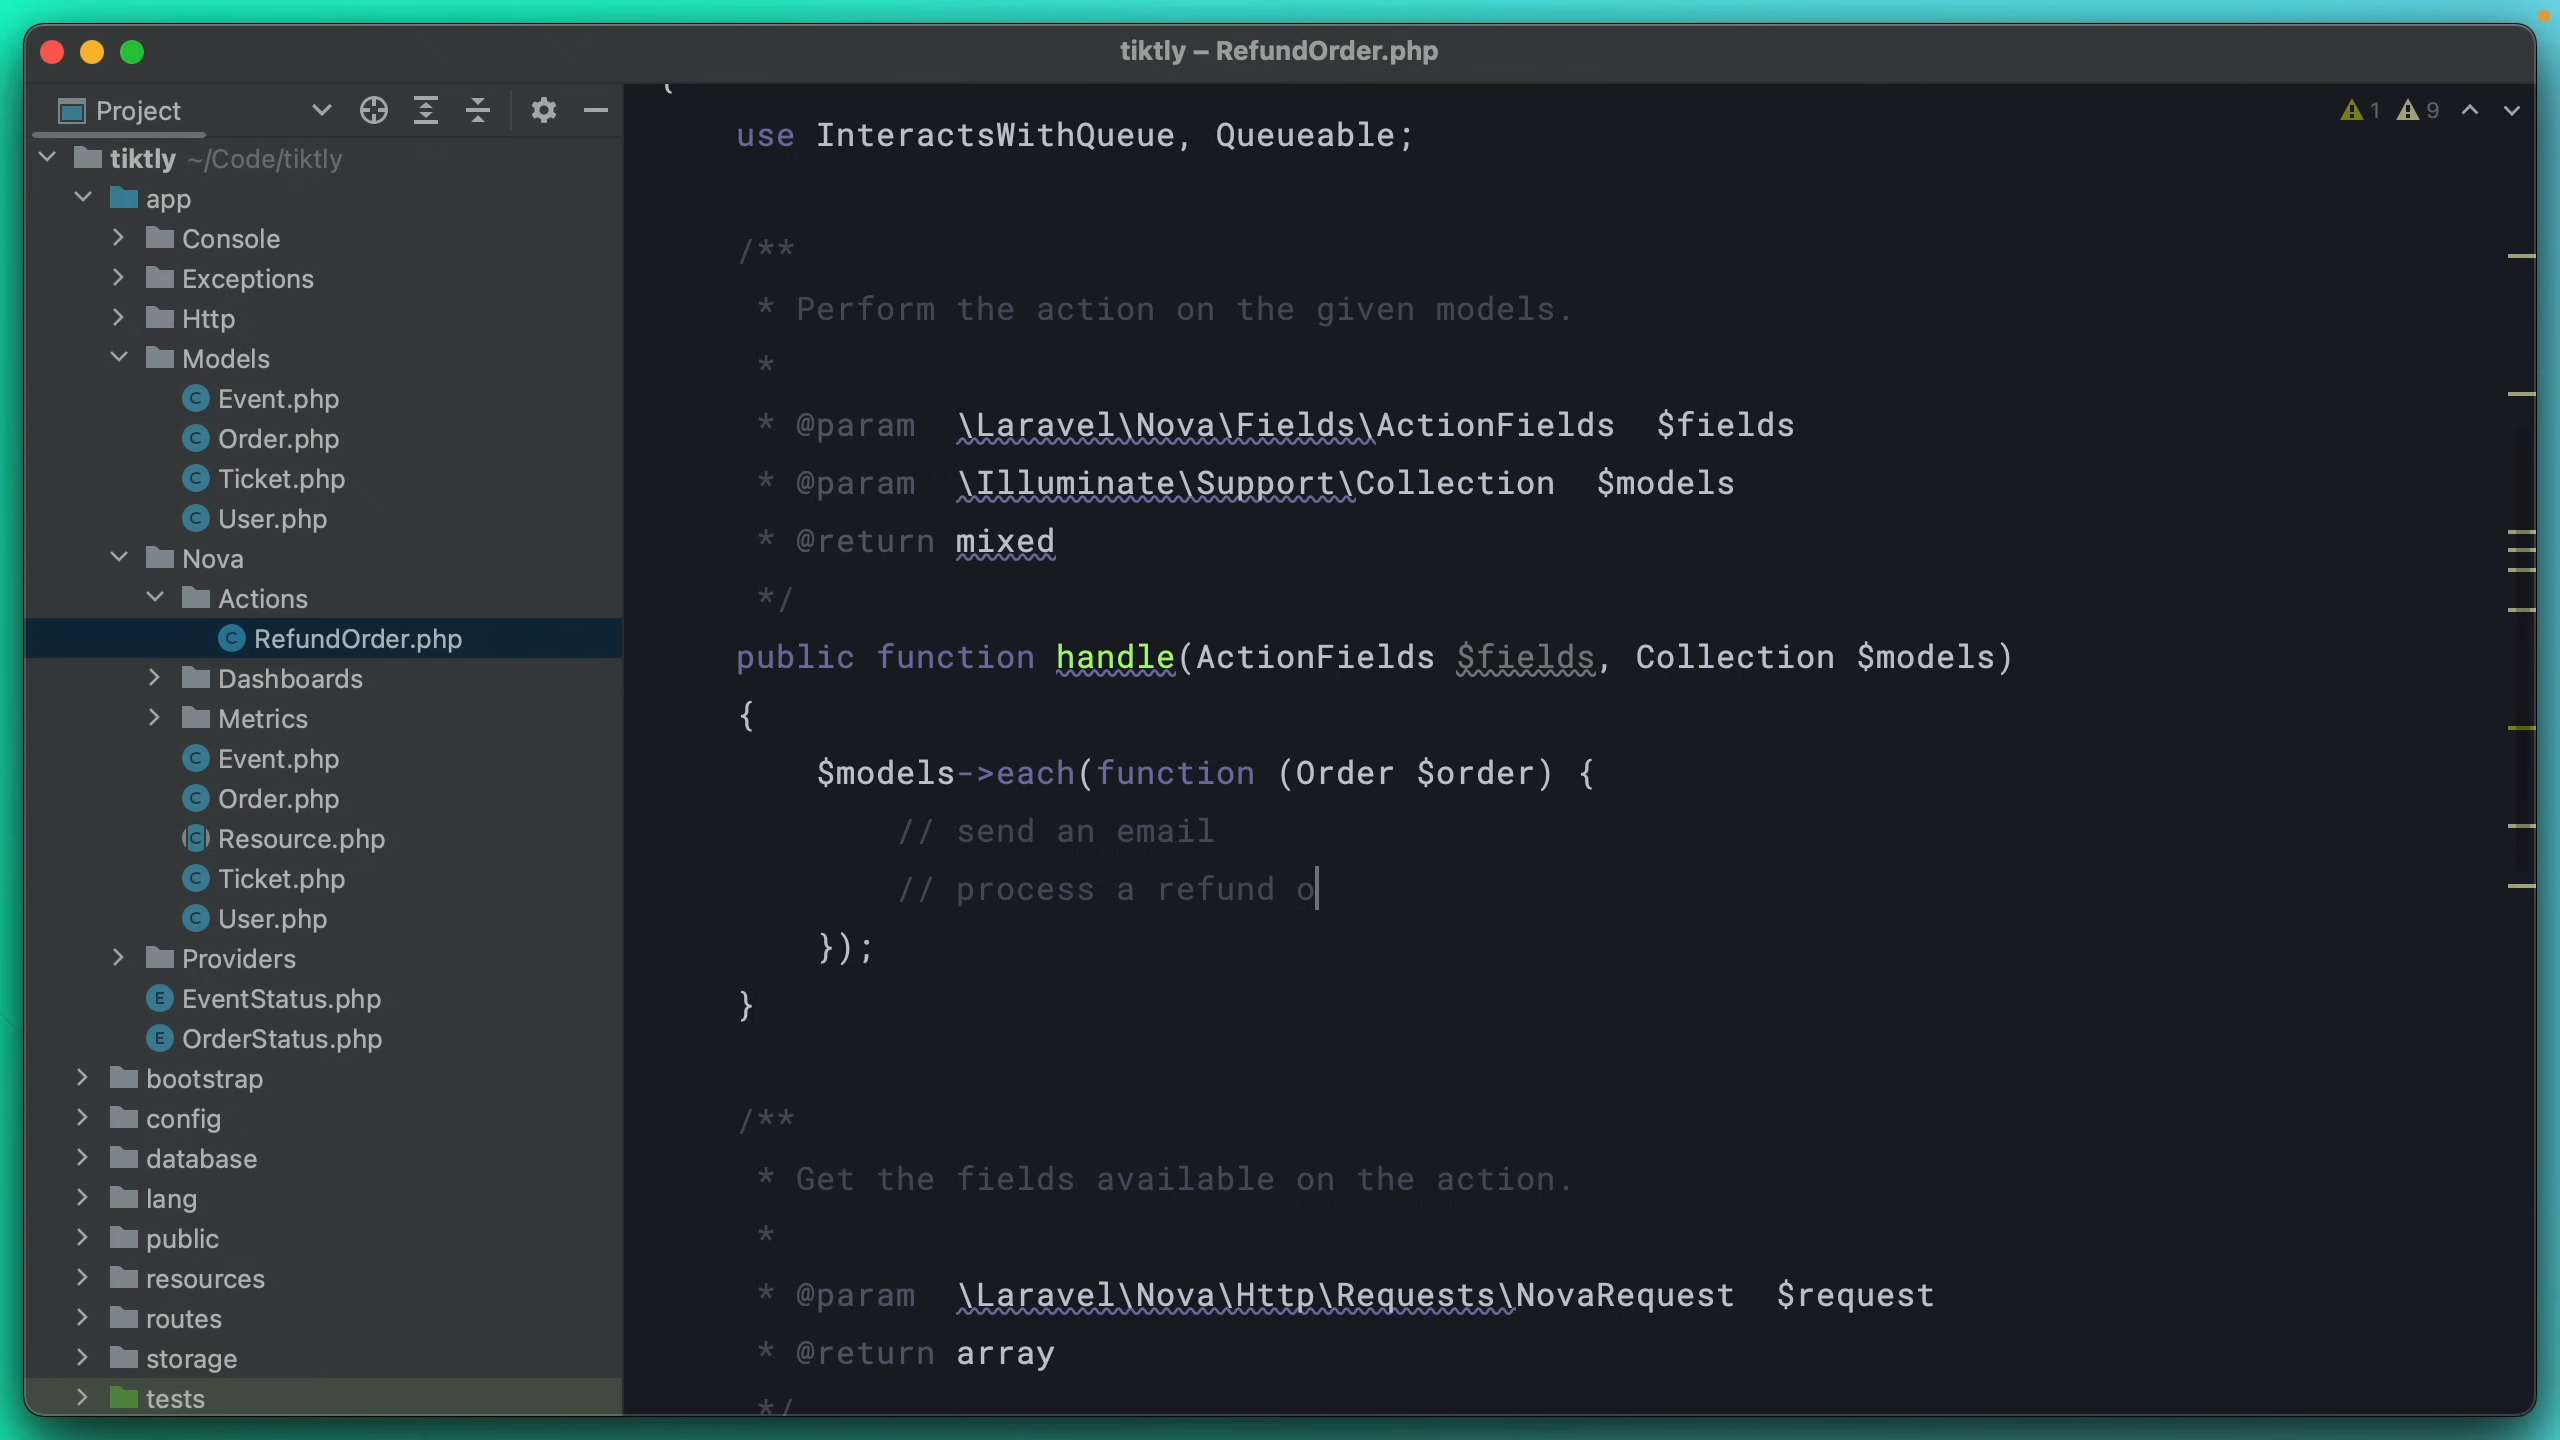 tiktly – RefundOrder.php
Project
tiktly ~/Code/tiktly
app
Console
Exceptions
Http
Models
Event.php
Order.php
Ticket.php
User.php
Nova
Actions
RefundOrder.php
Dashboards
Metrics
Event.php
Order.php
Resource.php
Ticket.php
User.php
Providers
EventStatus.php
OrderStatus.php
bootstrap
config
database
lang
public
resources
routes
storage
tests
1 9
{
use InteractsWithQueue, Queueable;
/**
* Perform the action on the given models.
*
* @param \Laravel\Nova\Fields\ActionFields $fields
* @param \Illuminate\Support\Collection $models
* @return mixed
*/
public function handle(ActionFields $fields, Collection $models)
{
$models->each(function (Order $order) {
// send an email
// process a refund o
});
}
/**
* Get the fields available on the action.
*
* @param \Laravel\Nova\Http\Requests\NovaRequest $request
* @return array
*/